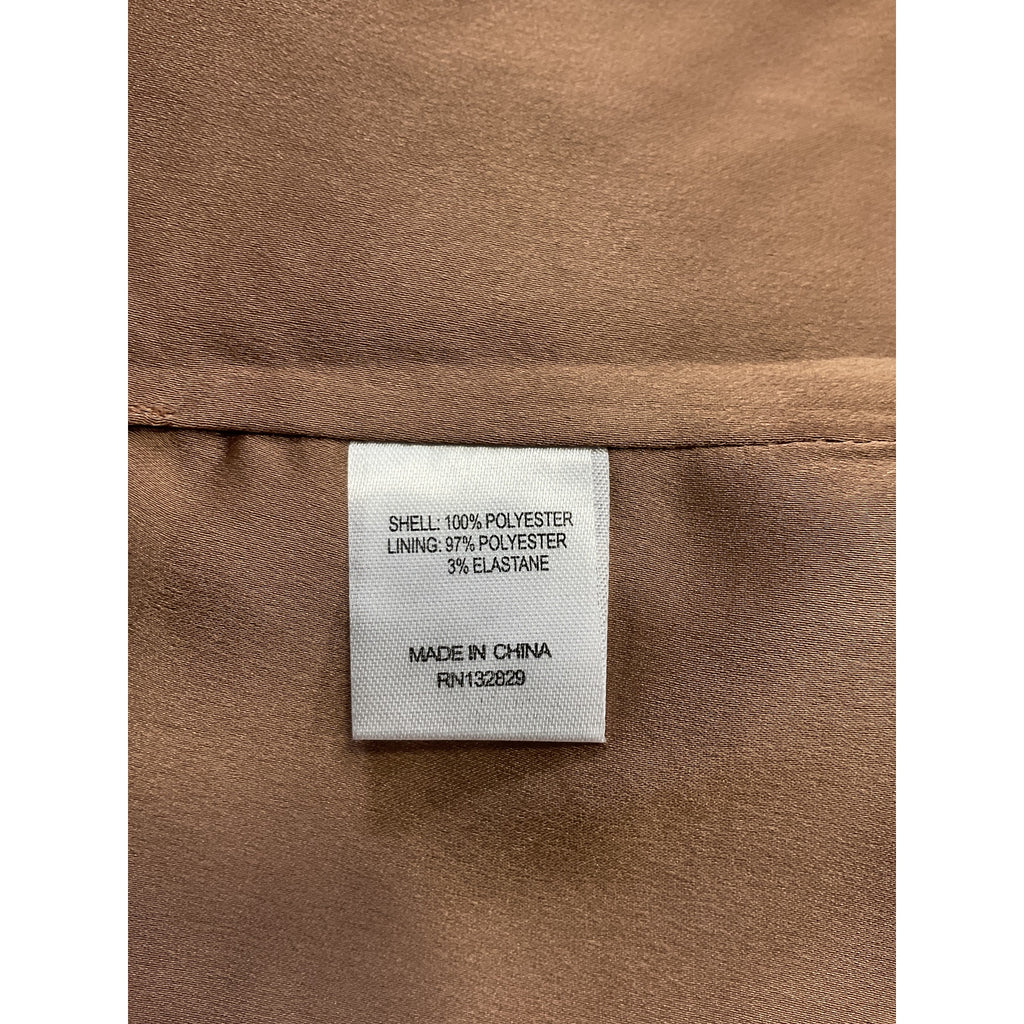 SHELL: 100% POLYESTER
LINING: 97% POLYESTER
3% ELASTANE
MADE IN CHINA
RN132829